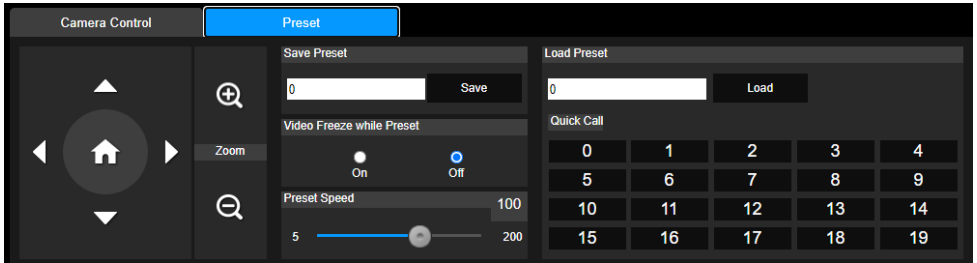 Camera Control
Preset
Zoom
Save Preset
0
Save
Video Freeze while Preset
On
Off
Preset Speed
100
5
200
Load Preset
0
Load
Quick Call
0 1 2 3 4
5 6 7 8 9
10 11 12 13 14
15 16 17 18 19